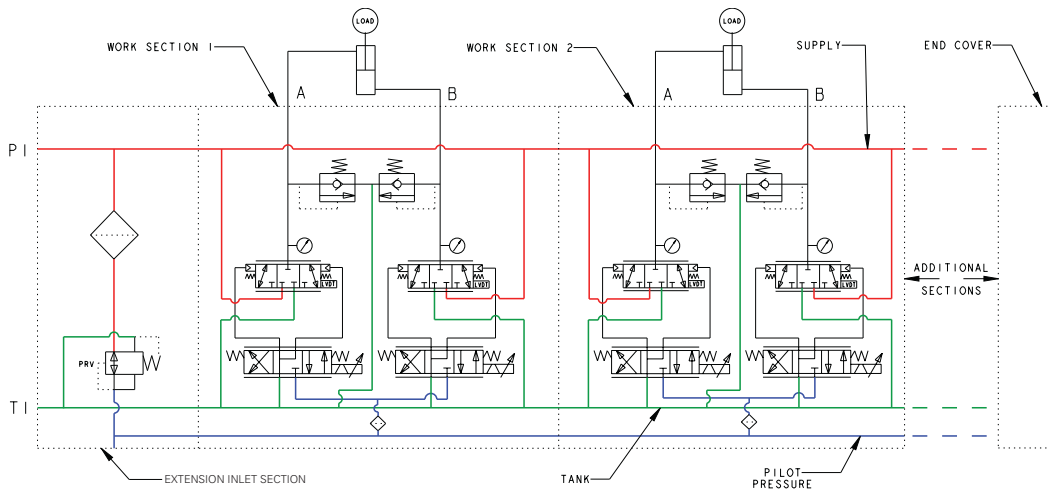 LOAD
LOAD
WORK SECTION 1
WORK SECTION 2
SUPPLY
END COVER
A
B
A
B
P1
LVDT
LVDT
LVDT
LVDT
ADDITIONAL
SECTIONS
PRV
T1
EXTENSION INLET SECTION
TANK
PILOT
PRESSURE